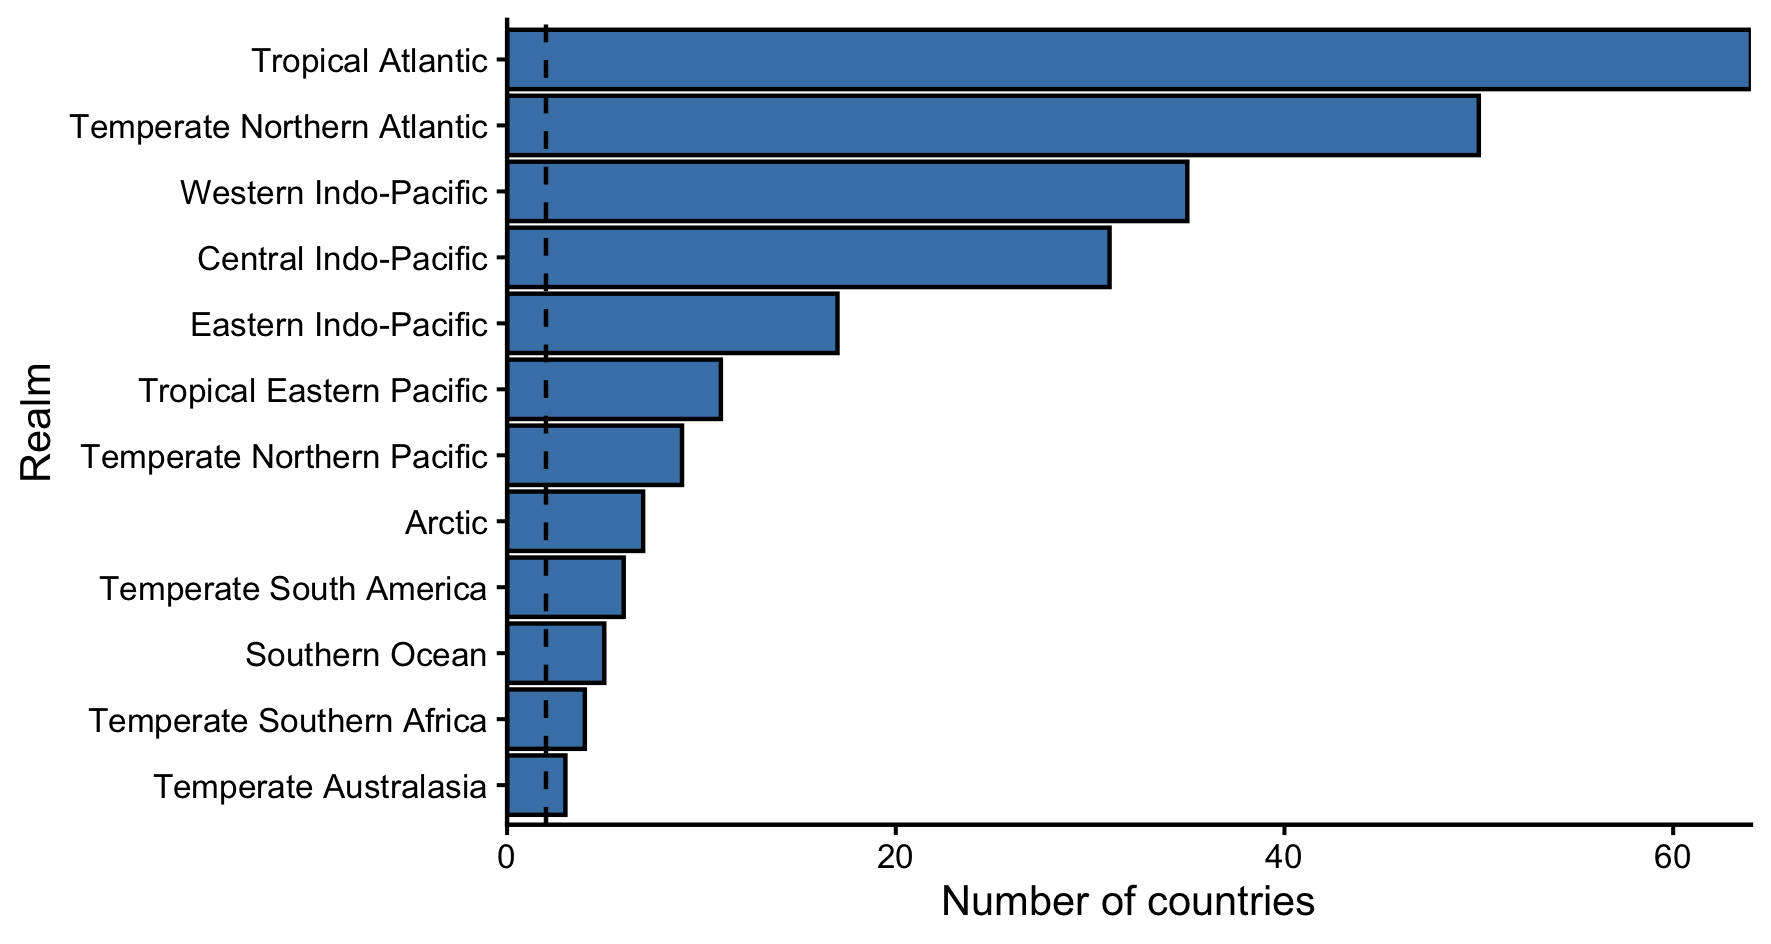 Tropical Atlantic
Temperate Northern Atlantic
Western Indo-Pacific
Central Indo-Pacific
Eastern Indo-Pacific
Tropical Eastern Pacific
Temperate Northern Pacific
Arctic
Temperate South America
Southern Ocean
Temperate Southern Africa
Temperate Australasia
Realm
0 20 40 60
Number of countries